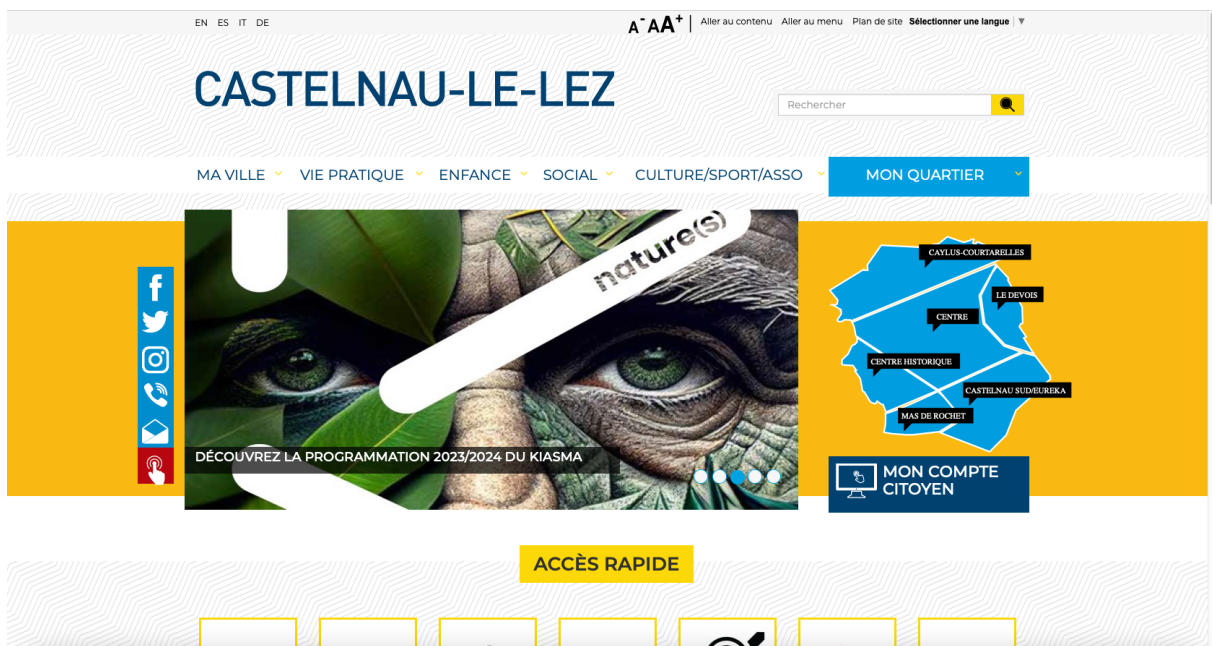 EN ES IT DE
A- A A+ | Aller au contenu Aller au menu Plan de site Sélectionner une langue | ▼
CASTELNAU-LE-LEZ
Rechercher
MA VILLE VIE PRATIQUE ENFANCE SOCIAL CULTURE/SPORT/ASSO MON QUARTIER
nature(s)
CAYLUS-COURTARELLES
LE DEVOIS
CENTRE
CENTRE HISTORIQUE
CASTELNAU SUD/EUREKA
MAS DE ROCHET
DÉCOUVREZ LA PROGRAMMATION 2023/2024 DU KIASMA
MON COMPTE
CITOYEN
ACCÈS RAPIDE